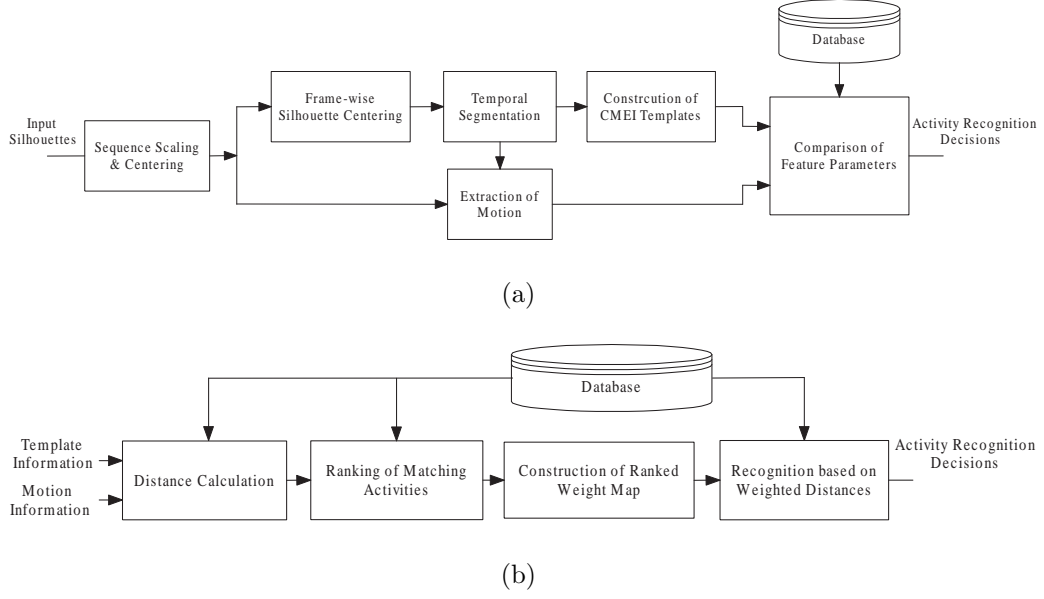 Database
Frame-wise
Silhouette Centering
Temporal
Segmentation
Constrcution of
CMEI Templates
Input
Silhouettes
Sequence Scaling
& Centering
Activity Recognition
Decisions
Comparison of
Feature Parameters
Extraction of
Motion
(a)
Database
Template
Information
Motion
Information
Distance Calculation
Ranking of Matching
Activities
Construction of Ranked
Weight Map
Recognition based on
Weighted Distances
Activity Recognition
Decisions
(b)